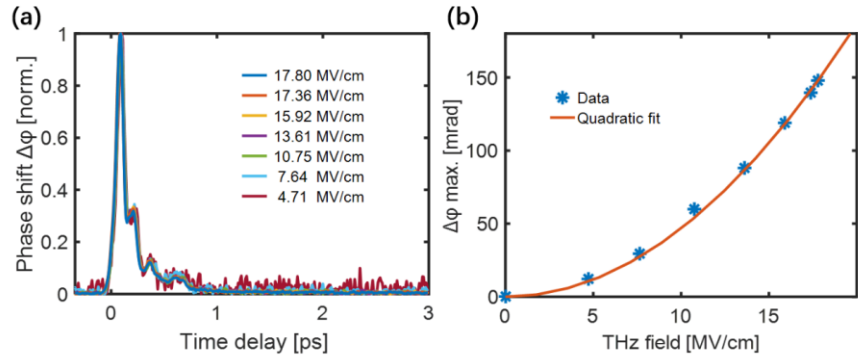 (a)
Phase shift Δφ [norm.]
1
0.8
0.6
0.4
0.2
0
17.80 MV/cm
17.36 MV/cm
15.92 MV/cm
13.61 MV/cm
10.75 MV/cm
7.64 MV/cm
4.71 MV/cm
0 1 2 3
Time delay [ps]
(b)
Δφ max. [mrad]
150
100
50
0
Data
Quadratic fit
0 5 10 15
THz field [MV/cm]